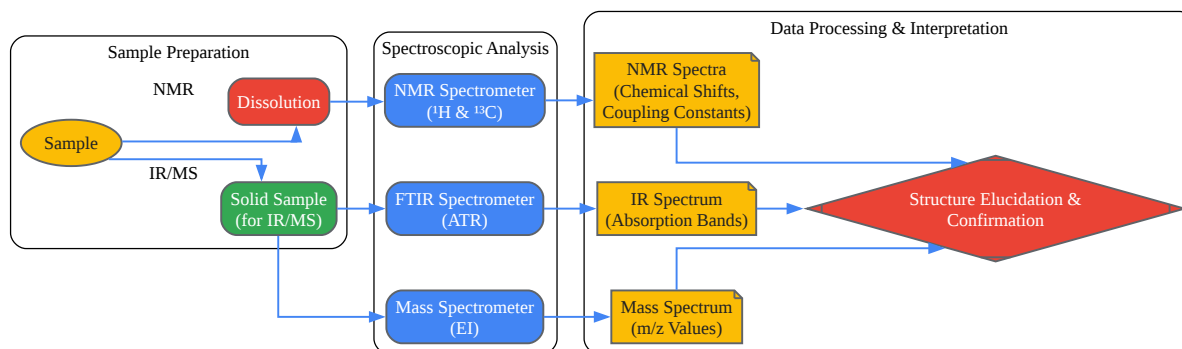 Sample Preparation
NMR
Dissolution
Sample
IR/MS
Solid Sample
(for IR/MS)
Spectroscopic Analysis
NMR Spectrometer
(¹H & ¹³C)
FTIR Spectrometer
(ATR)
Mass Spectrometer
(EI)
Data Processing & Interpretation
NMR Spectra
(Chemical Shifts,
Coupling Constants)
IR Spectrum
(Absorption Bands)
Mass Spectrum
(m/z Values)
Structure Elucidation &
Confirmation